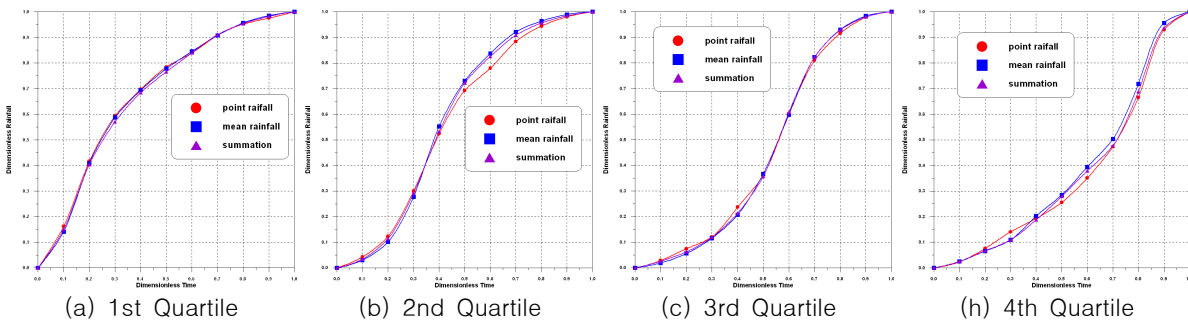 Dimensionless Rainfall
1.0
0.9
0.8
0.7
0.6
0.5
0.4
0.3
0.2
0.1
0.0
point raifall
mean rainfall
summation
0.0 0.1 0.2 0.3 0.4 0.5 0.6 0.7 0.8 0.9 1.0
Dimensionless Time
(a) 1st Quartile
Dimensionless Rainfall
1.0
0.9
0.8
0.7
0.6
0.5
0.4
0.3
0.2
0.1
0.0
point raifall
mean rainfall
summation
0.0 0.1 0.2 0.3 0.4 0.5 0.6 0.7 0.8 0.9 1.0
Dimensionless Time
(b) 2nd Quartile
Dimensionless Rainfall
1.0
0.9
0.8
0.7
0.6
0.5
0.4
0.3
0.2
0.1
0.0
point raifall
mean rainfall
summation
0.0 0.1 0.2 0.3 0.4 0.5 0.6 0.7 0.8 0.9 1.0
Dimensionless Time
(c) 3rd Quartile
Dimensionless Rainfall
1.0
0.9
0.8
0.7
0.6
0.5
0.4
0.3
0.2
0.1
0.0
point raifall
mean rainfall
summation
0.0 0.1 0.2 0.3 0.4 0.5 0.6 0.7 0.8 0.9 1.0
Dimensionless Time
(h) 4th Quartile